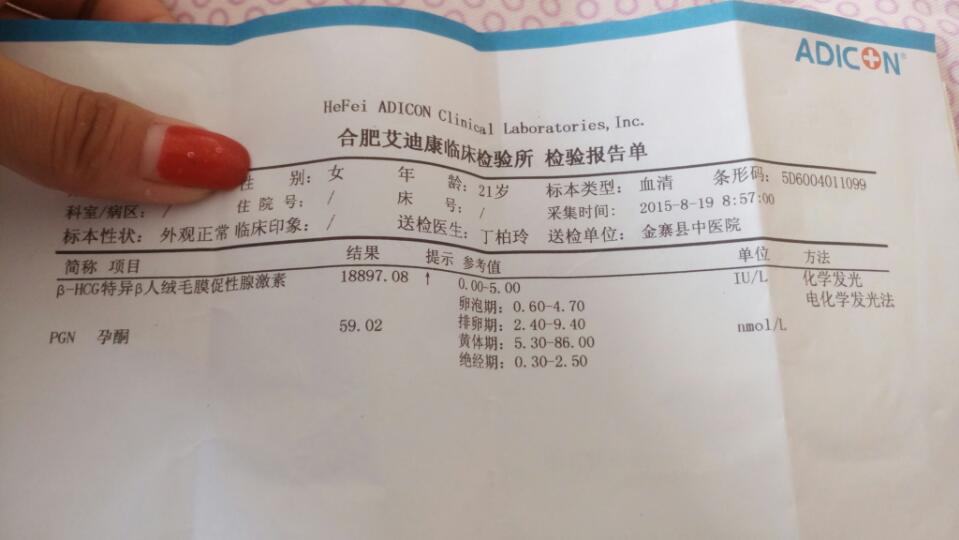 ADICON®
HeFei ADICON Clinical Laboratories, Inc.
合肥艾迪康临床检验所 检验报告单
性 别: 女 年 龄: 21岁 标本类型: 血清 条形码: 5D6004011099
科室/病区: / 住院号: / 床 号: / 采集时间: 2015-8-19 8:57:00
标本性状: 外观正常 临床印象: / 送检医生: 丁柏玲 送检单位: 金寨县中医院
简称 项目 结果 提示 参考值 单位 方法
β-HCG特异β人绒毛膜促性腺激素 18897.08 ↑ 0.00-5.00 IU/L 化学发光
卵泡期: 0.60-4.70 电化学发光法
PGN 孕酮 59.02 排卵期: 2.40-9.40 nmol/L
黄体期: 5.30-86.00
绝经期: 0.30-2.50